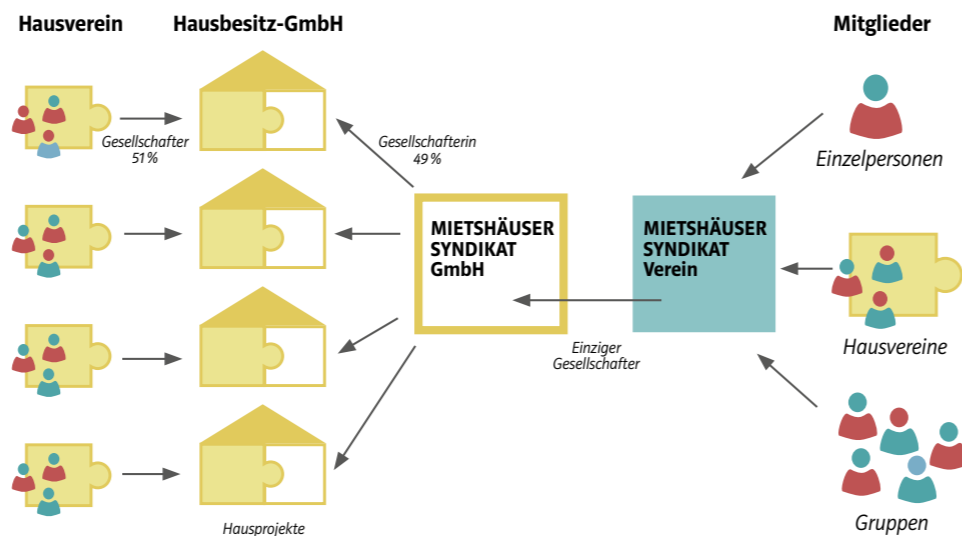 Hausverein
Hausbesitz-GmbH
Mitglieder
Gesellschafter
51 %
Gesellschafterin
49 %
Einzelpersonen
MIETSHÄUSER
SYNDIKAT
GmbH
MIETSHÄUSER
SYNDIKAT
Verein
Einziger
Gesellschafter
Hausvereine
Hausprojekte
Gruppen